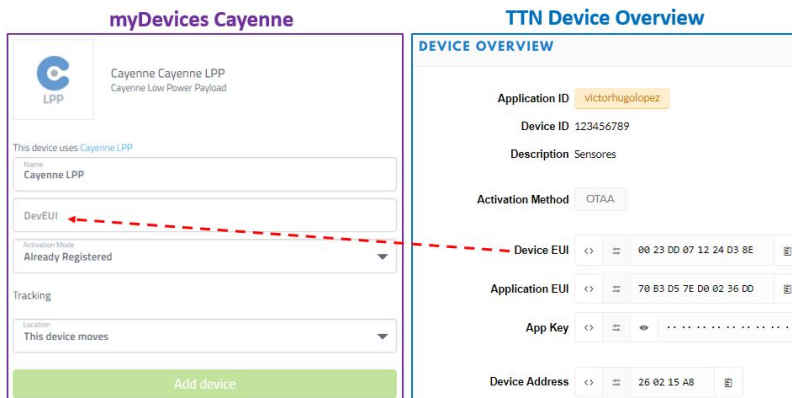 myDevices Cayenne
LPP
Cayenne Cayenne LPP
Cayenne Low Power Payload
This device uses Cayenne LPP
Name
Cayenne LPP
DevEUI
Activation Mode
Already Registered
Tracking
Location
This device moves
Add device
TTN Device Overview
DEVICE OVERVIEW
Application ID victorhugolopez
Device ID 123456789
Description Sensores
Activation Method OTAA
Device EUI <> 00 23 DD 07 12 24 D3 8E
Application EUI <> 70 B3 D5 7E D0 02 36 DD
App Key <>
Device Address <> 26 02 15 A8